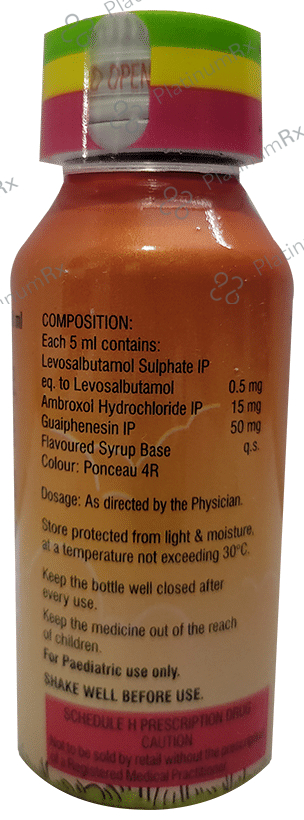 OPEN
PlatinumRx
ml
COMPOSITION:
Each 5 ml contains:
Levosalbutamol Sulphate IP
eq. to Levosalbutamol 0.5 mg
Ambroxol Hydrochloride IP 15 mg
Guaiphenesin IP 50 mg
Flavoured Syrup Base q.s.
Colour: Ponceau 4R
Dosage: As directed by the Physician.
Store protected from light & moisture,
at a temperature not exceeding 30°C.
Keep the bottle well closed after
every use.
Keep the medicine out of the reach
of children.
For Paediatric use only.
SHAKE WELL BEFORE USE.
SCHEDULE H PRESCRIPTION DRUG
CAUTION
Not to be sold by retail without the
of a Registered Medical Practitioner.